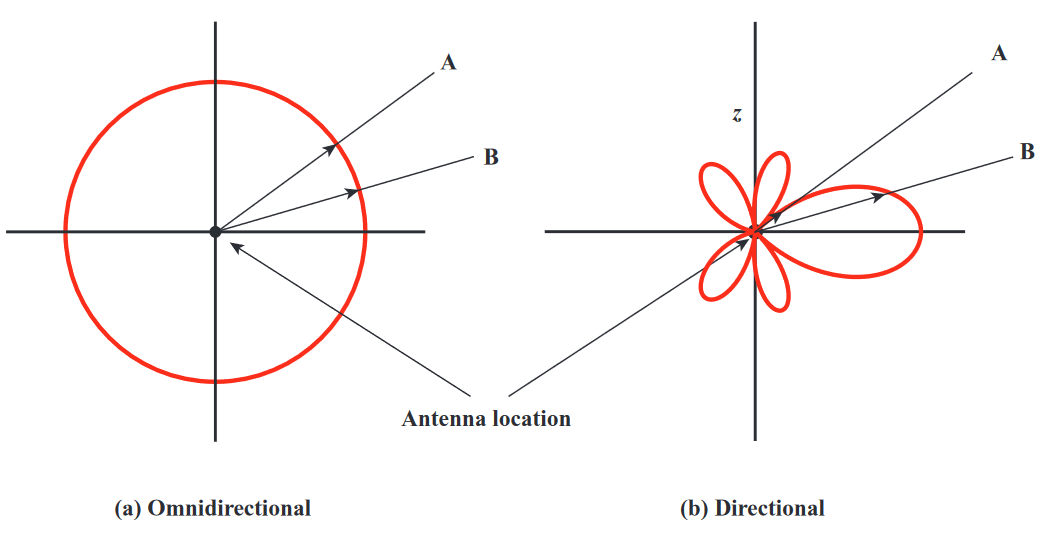 A
B
z
A
B
Antenna location
(a) Omnidirectional
(b) Directional